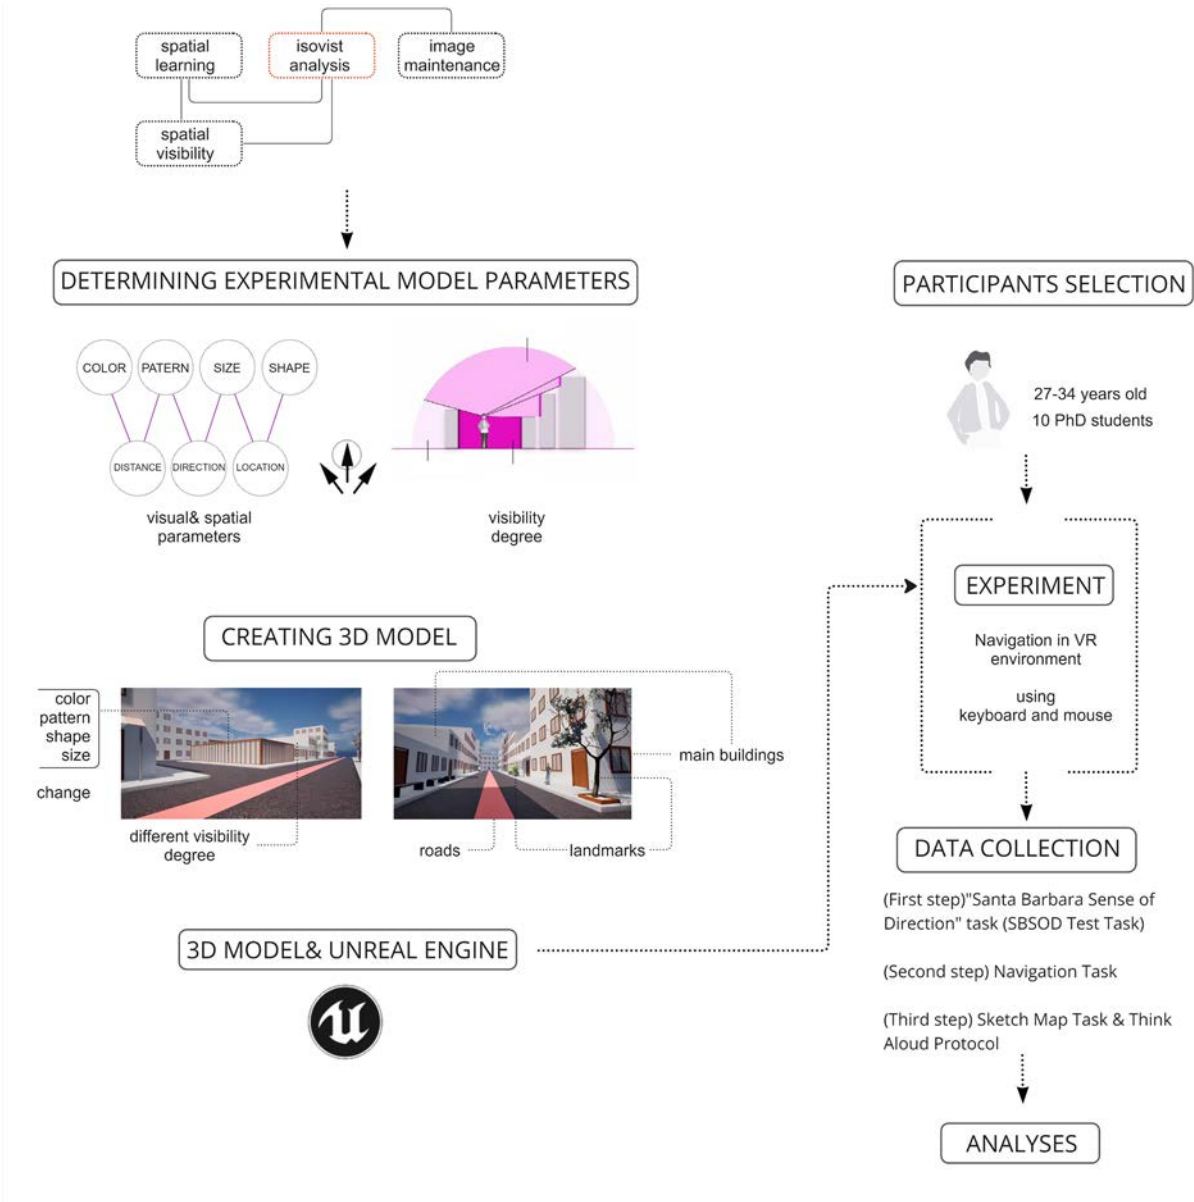 spatial
learning
isovist
analysis
image
maintenance
spatial
visibility
DETERMINING EXPERIMENTAL MODEL PARAMETERS
COLOR
PATERN
SIZE
SHAPE
DISTANCE
DIRECTION
LOCATION
visual& spatial
parameters
visibility
degree
CREATING 3D MODEL
color
pattern
shape
size
change
different visibility
degree
roads
landmarks
main buildings
3D MODEL& UNREAL ENGINE
PARTICIPANTS SELECTION
27-34 years old
10 PhD students
EXPERIMENT
Navigation in VR
environment
using
keyboard and mouse
DATA COLLECTION
(First step)"Santa Barbara Sense of
Direction" task (SBSOD Test Task)
(Second step) Navigation Task
(Third step) Sketch Map Task & Think
Aloud Protocol
ANALYSES